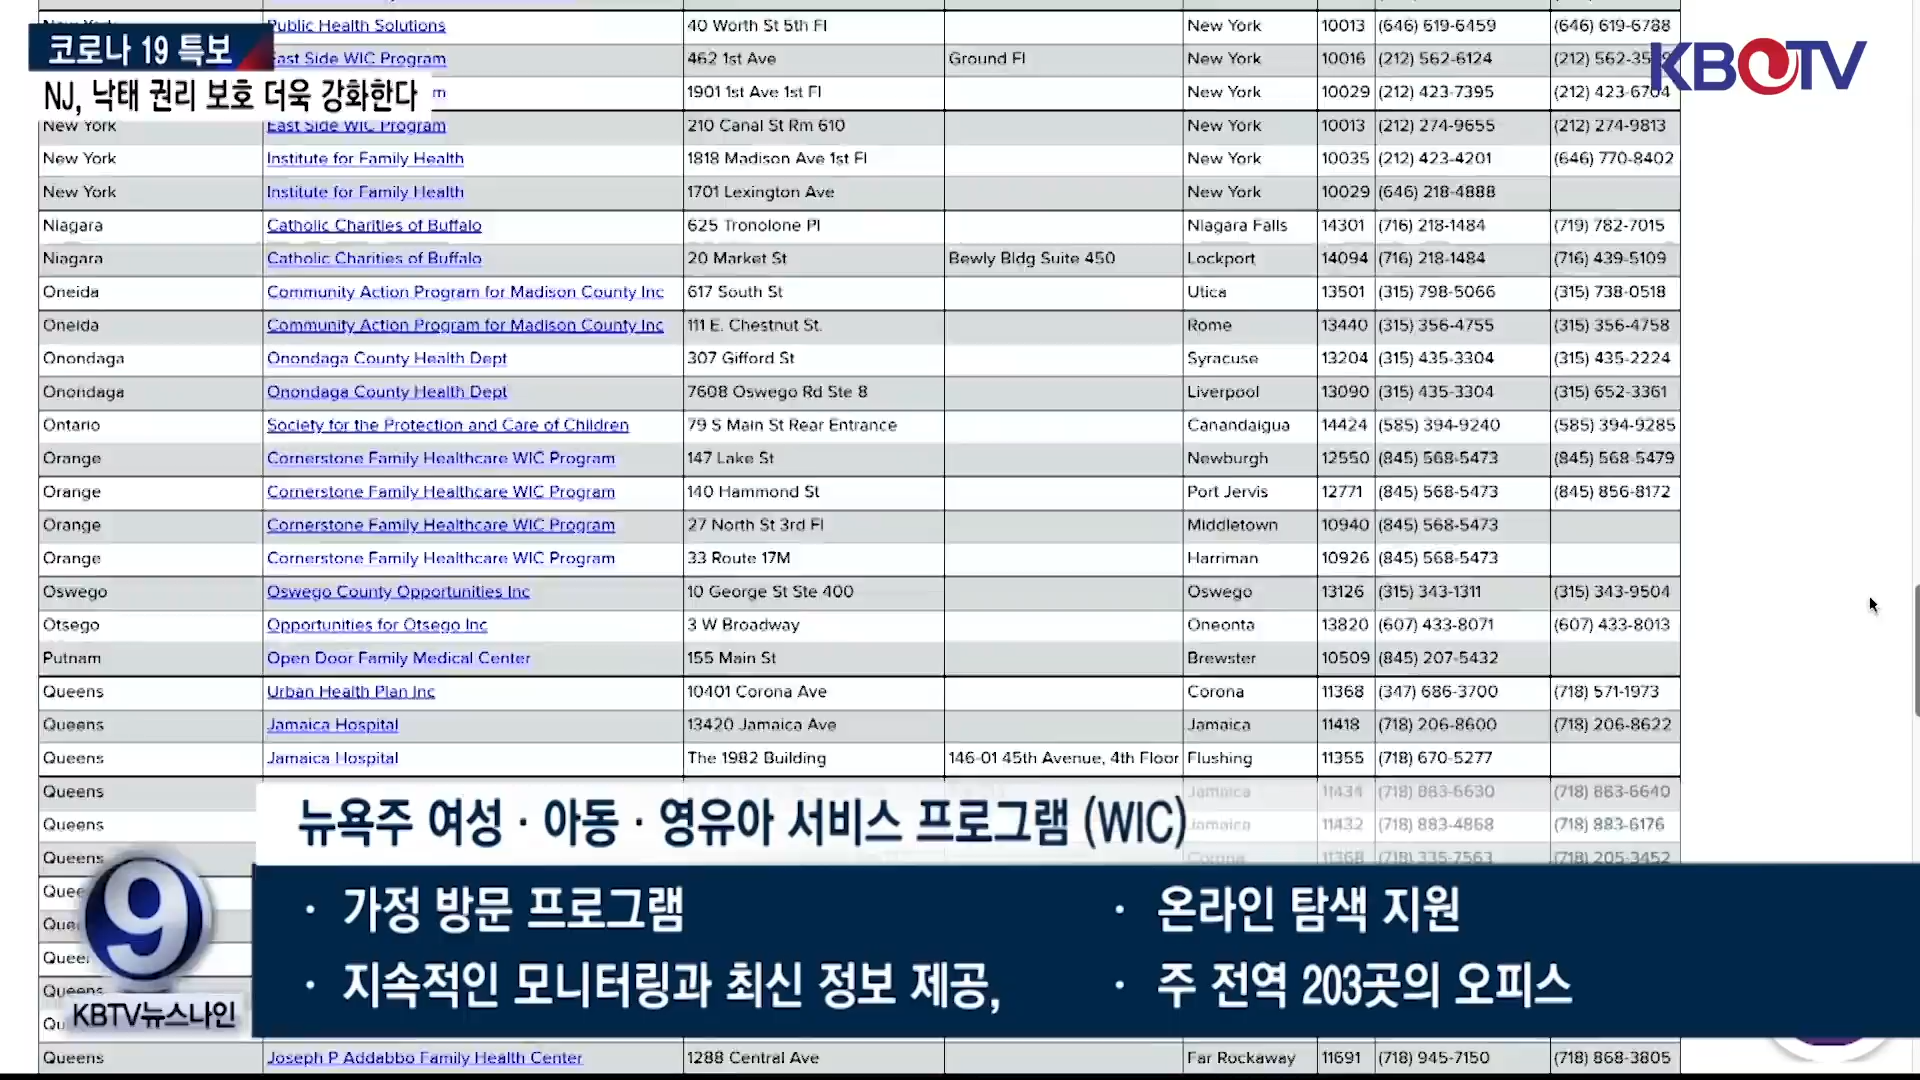 Public Health Solutions 40 Worth St 5th Fl New York 10013 (646) 619-6459 (646) 619-6788
코로나 19 특보
East Side WIC Program 462 1st Ave Ground Fl New York 10016 (212) 562-6124
KBTV
NJ, 낙태 권리 보호 더욱 강화한다
1901 1st Ave 1st Fl New York 10029 (212) 423-7395 (212) 423-6704
New York East Side WIC Program 210 Canal St Rm 610 New York 10013 (212) 274-9655 (212) 274-9813
New York Institute for Family Health 1818 Madison Ave 1st Fl New York 10035 (212) 423-4201 (646) 770-8402
New York Institute for Family Health 1701 Lexington Ave New York 10029 (646) 218-4888
Niagara Catholic Charities of Buffalo 625 Tronolone Pl Niagara Falls 14301 (716) 218-1484 (719) 782-7015
Niagara Catholic Charities of Buffalo 20 Market St Bewly Bldg Suite 450 Lockport 14094 (716) 218-1484 (716) 439-5109
Oneida Community Action Program for Madison County Inc 617 South St Utica 13501 (315) 798-5066 (315) 738-0518
Oneida Community Action Program for Madison County Inc 111 E. Chestnut St. Rome 13440 (315) 356-4755 (315) 356-4758
Onondaga Onondaga County Health Dept 307 Gifford St Syracuse 13204 (315) 435-3304 (315) 435-2224
Onondaga Onondaga County Health Dept 7608 Oswego Rd Ste 8 Liverpool 13090 (315) 435-3304 (315) 652-3361
Ontario Society for the Protection and Care of Children 79 S Main St Rear Entrance Canandaigua 14424 (585) 394-9240 (585) 394-9285
Orange Cornerstone Family Healthcare WIC Program 147 Lake St Newburgh 12550 (845) 568-5473 (845) 568-5479
Orange Cornerstone Family Healthcare WIC Program 140 Hammond St Port Jervis 12771 (845) 568-5473 (845) 856-8172
Orange Cornerstone Family Healthcare WIC Program 27 North St 3rd Fl Middletown 10940 (845) 568-5473
Orange Cornerstone Family Healthcare WIC Program 33 Route 17M Harriman 10926 (845) 568-5473
Oswego Oswego County Opportunities Inc 10 George St Ste 400 Oswego 13126 (315) 343-1311 (315) 343-9504
Otsego Opportunities for Otsego Inc 3 W Broadway Oneonta 13820 (607) 433-8071 (607) 433-8013
Putnam Open Door Family Medical Center 155 Main St Brewster 10509 (845) 207-5432
Queens Urban Health Plan Inc 10401 Corona Ave Corona 11368 (347) 686-3700 (718) 571-1973
Queens Jamaica Hospital 13420 Jamaica Ave Jamaica 11418 (718) 206-8600 (718) 206-8622
Queens Jamaica Hospital The 1982 Building 146-01 45th Avenue, 4th Floor Flushing 11355 (718) 670-5277
Queens Jamaica 11434 (718) 883-6630 (718) 883-6640
Queens Jamaica 11432 (718) 883-4868 (718) 883-6176
Queens Corona 11368 (718) 335-7563 (718) 205-3452
뉴욕주 여성 · 아동 · 영유아 서비스 프로그램 (WIC)
· 가정 방문 프로그램
· 지속적인 모니터링과 최신 정보 제공,
· 온라인 탐색 지원
· 주 전역 203곳의 오피스
Queens
9
KBTV뉴스나인
Queens Joseph P Addabbo Family Health Center 1288 Central Ave Far Rockaway 11691 (718) 945-7150 (718) 868-3805